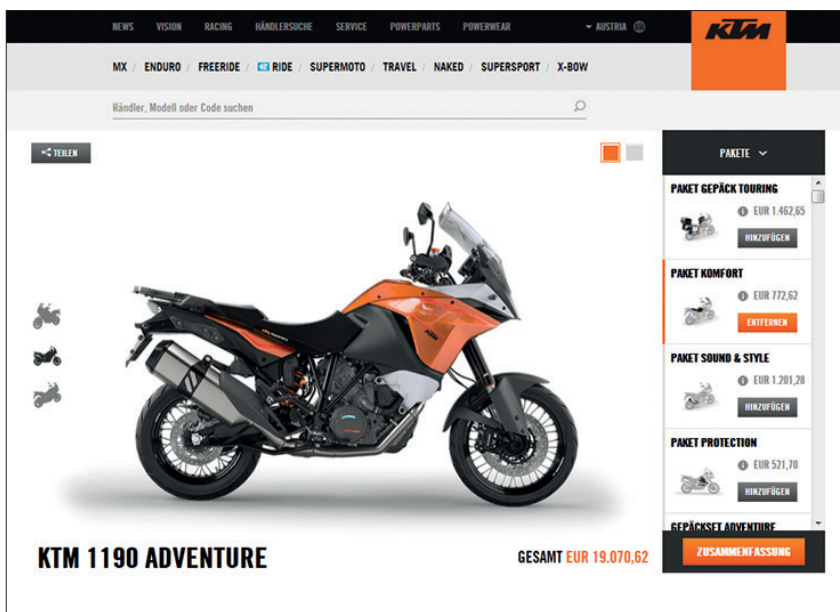 NEWS VISION RACING HÄNDLERSUCHE SERVICE POWERPARTS POWERWEAR AUSTRIA
KTM
MX / ENDURO / FREERIDE / E RIDE / SUPERMOTO / TRAVEL / NAKED / SUPERSPORT / X-BOW
Händler, Modell oder Code suchen
TEILEN
PAKETE
PAKET GEPÄCK TOURING
EUR 1.462,65
HINZUFÜGEN
PAKET KOMFORT
EUR 772,62
ENTFERNEN
PAKET SOUND & STYLE
EUR 1.201,28
HINZUFÜGEN
PAKET PROTECTION
EUR 521,70
HINZUFÜGEN
GEPÄCKSET ADVENTURE
KTM
KTM 1190 ADVENTURE
GESAMT EUR 19.070,62
ZUSAMMENFASSUNG